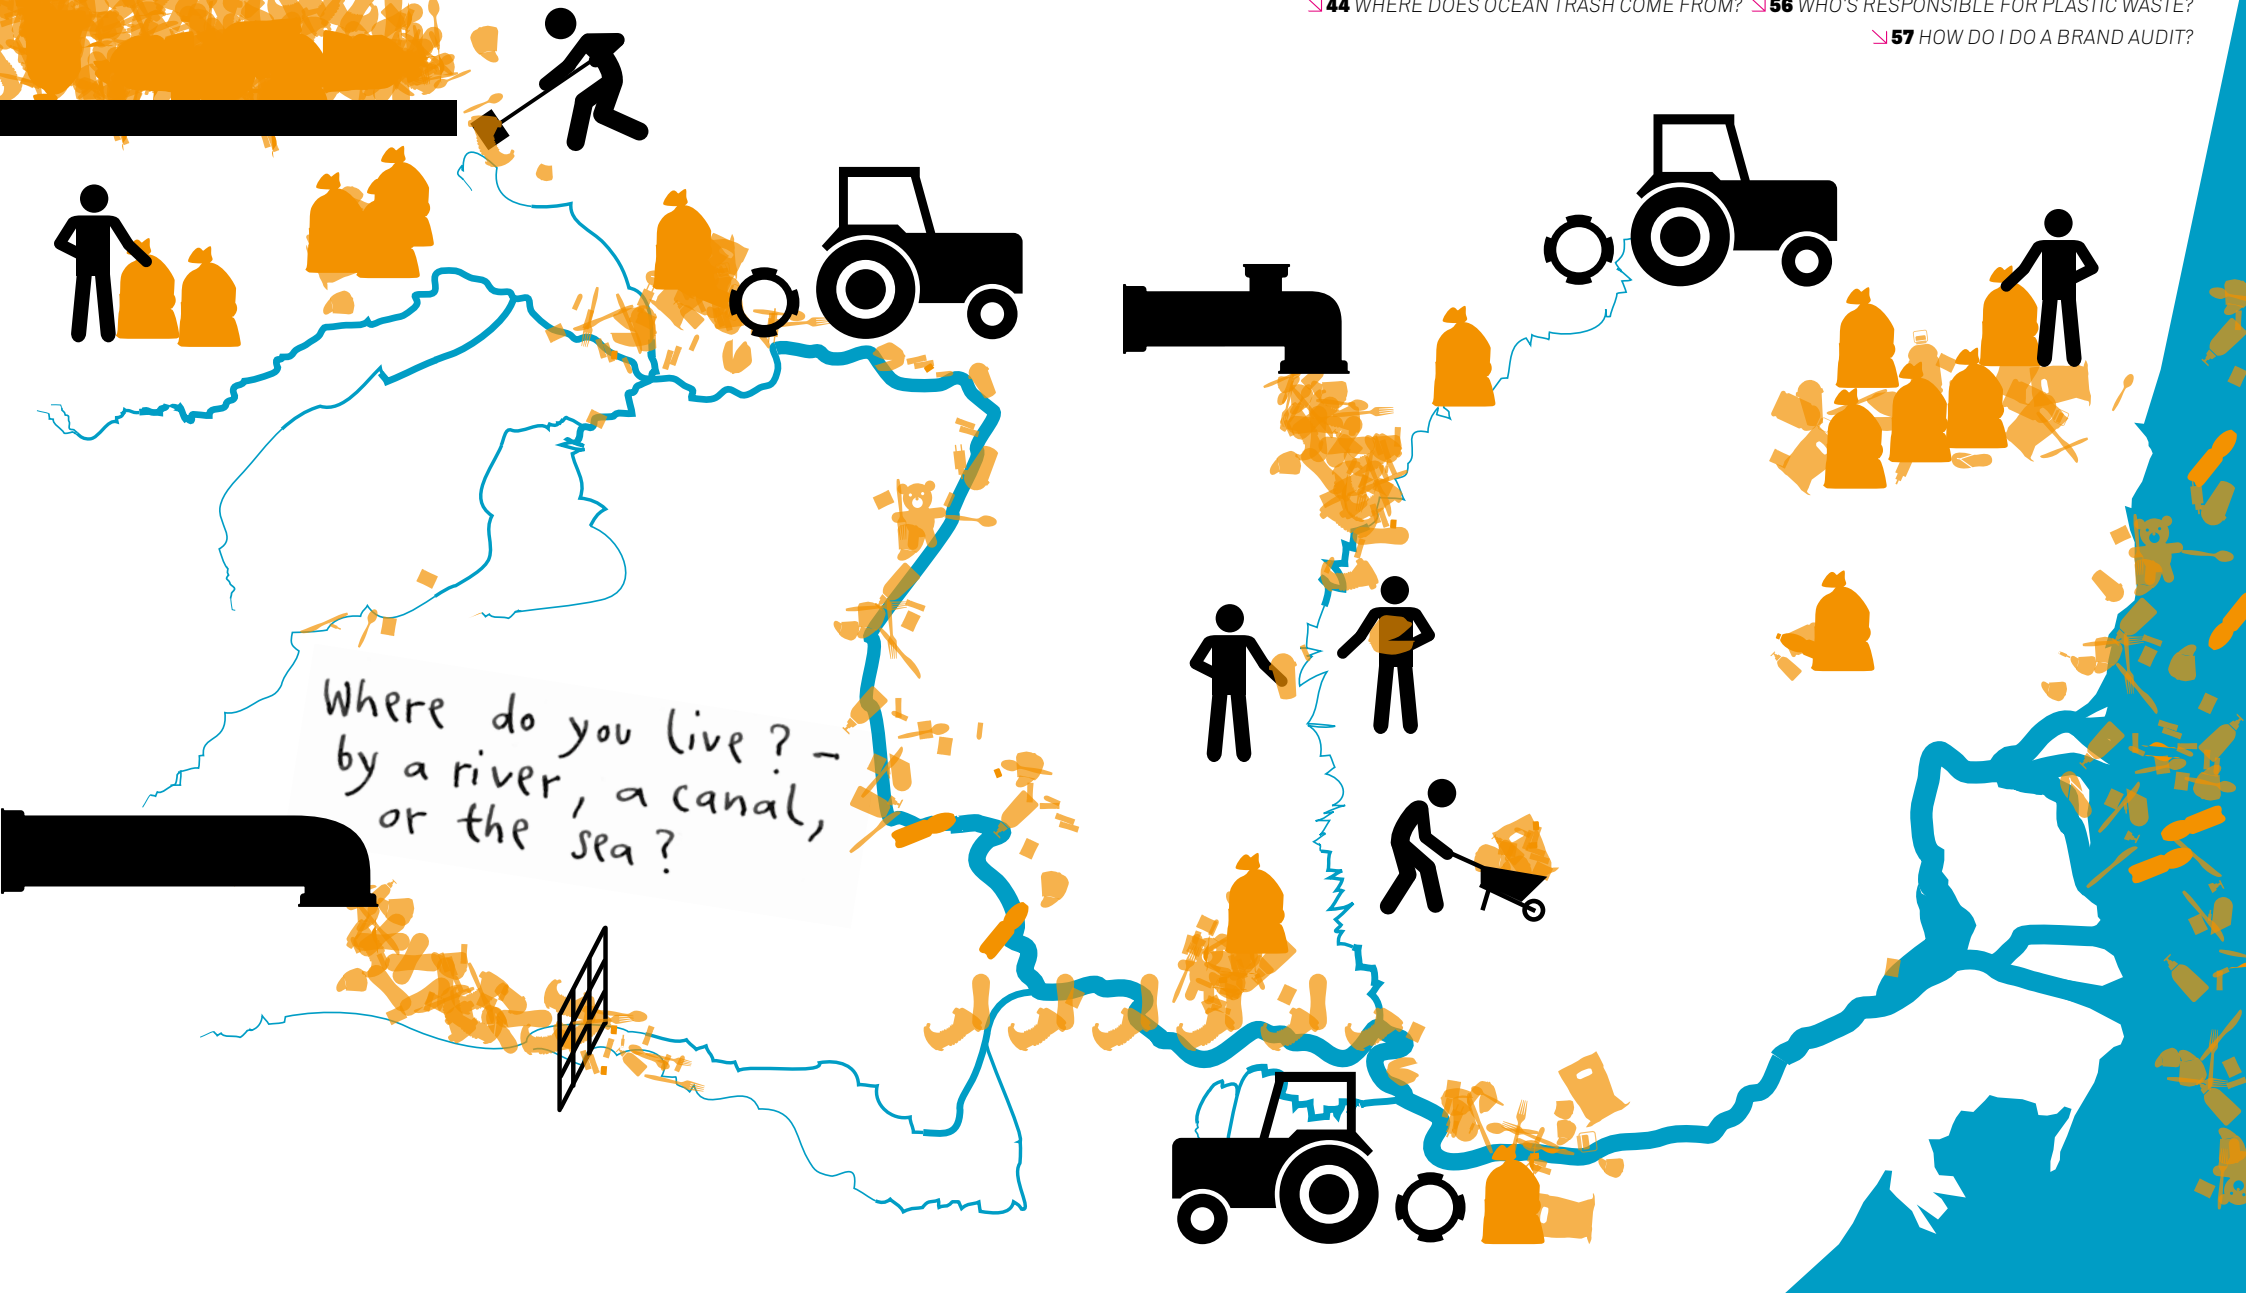 ↘44 WHERE DOES OCEAN TRASH COME FROM? ↘56 WHO'S RESPONSIBLE FOR PLASTIC WASTE?
↘57 HOW DO I DO A BRAND AUDIT?
Where do you live? –
by a river, a canal,
or the sea?